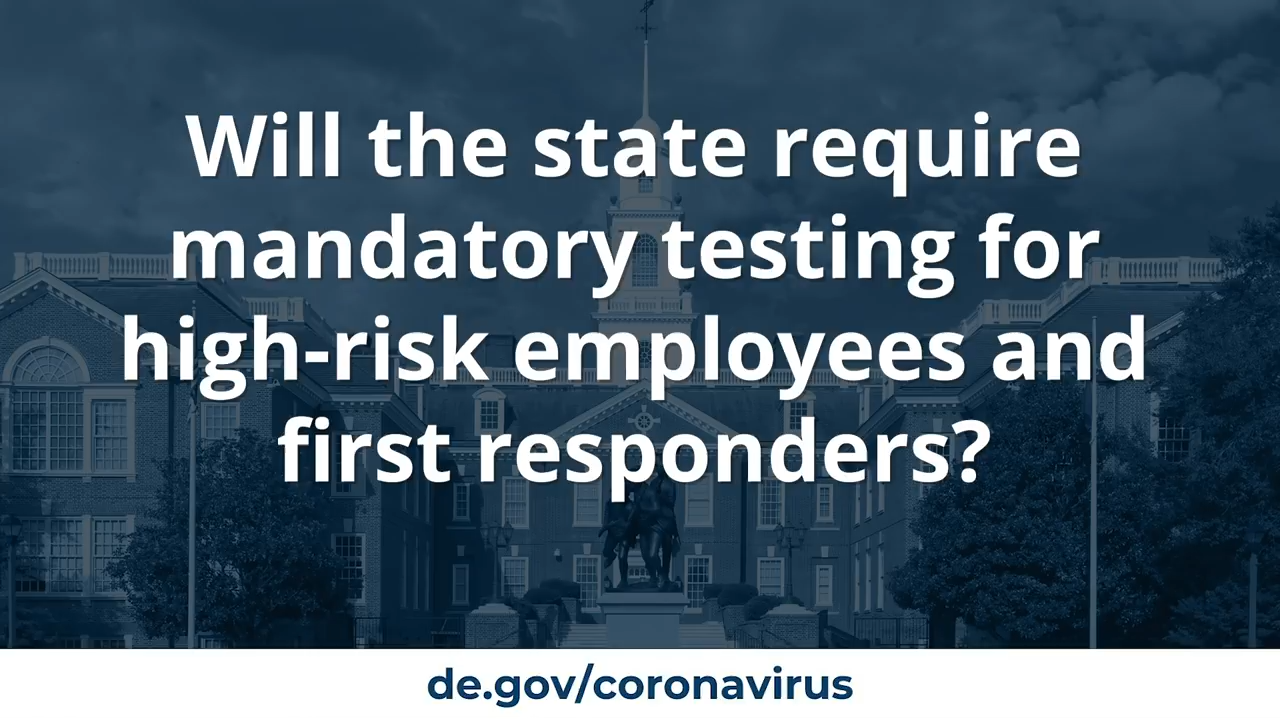 Will the state require
mandatory testing for
high-risk employees and
first responders?
de.gov/coronavirus